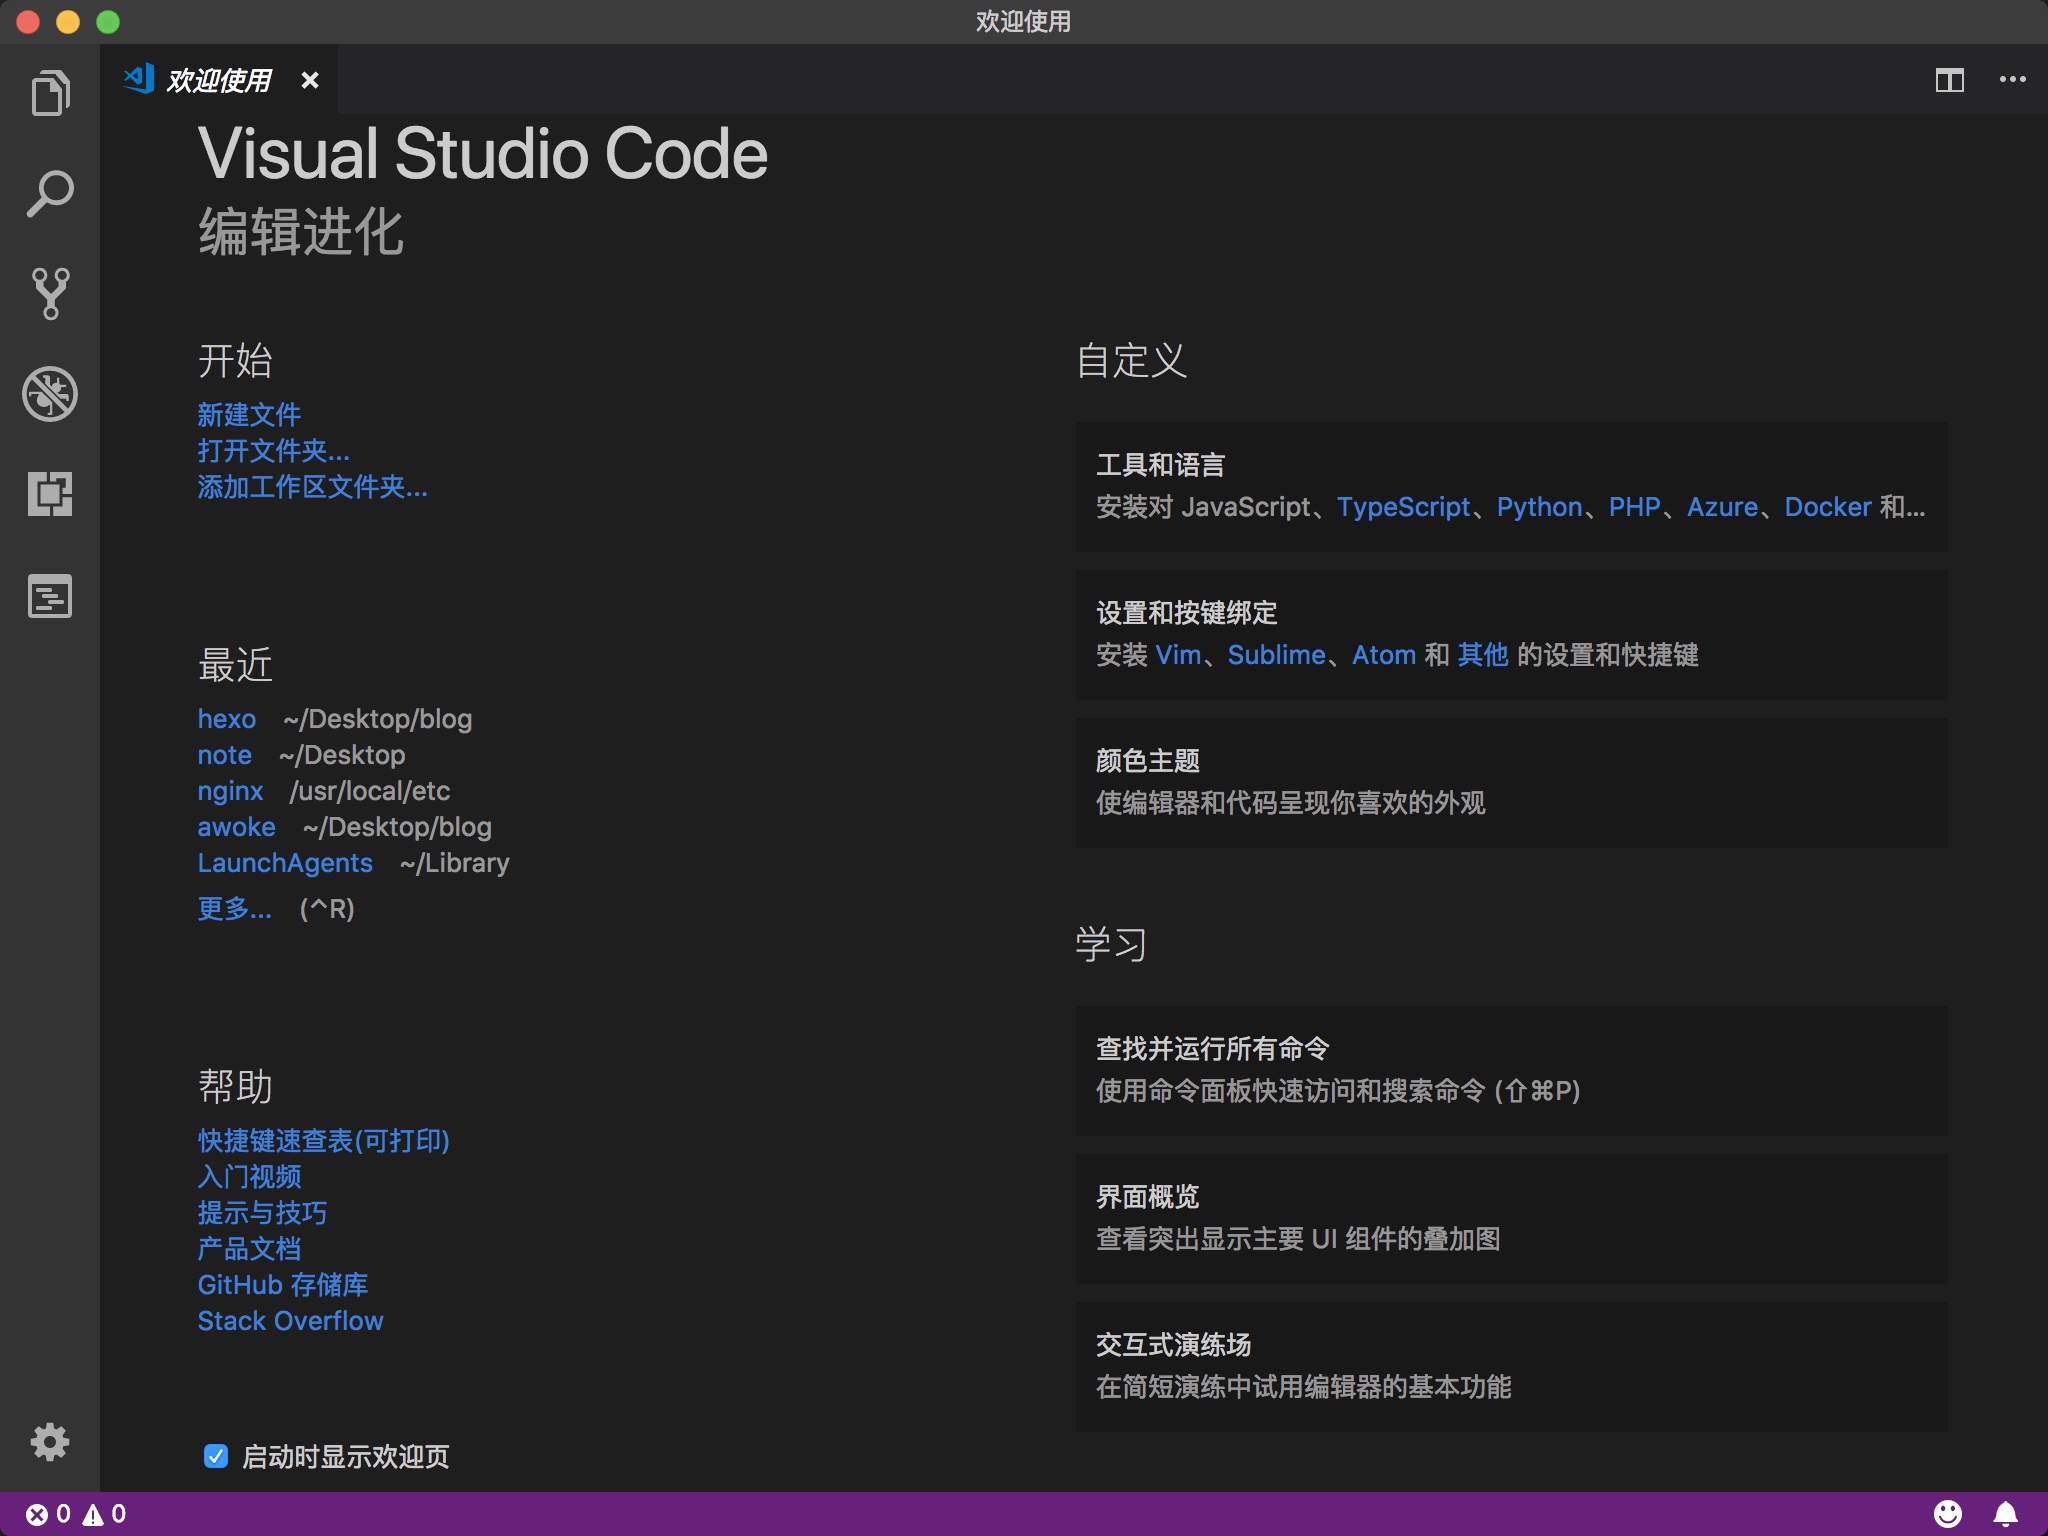 欢迎使用
欢迎使用
Visual Studio Code
编辑进化
开始
新建文件
打开文件夹...
添加工作区文件夹...
最近
hexo ~/Desktop/blog
note ~/Desktop
nginx /usr/local/etc
awoke ~/Desktop/blog
LaunchAgents ~/Library
更多... (^R)
帮助
快捷键速查表(可打印)
入门视频
提示与技巧
产品文档
GitHub 存储库
Stack Overflow
启动时显示欢迎页
自定义
工具和语言
安装对 JavaScript、TypeScript、Python、PHP、Azure、Docker 和...
设置和按键绑定
安装 Vim、Sublime、Atom 和 其他 的设置和快捷键
颜色主题
使编辑器和代码呈现你喜欢的外观
学习
查找并运行所有命令
使用命令面板快速访问和搜索命令 (⇧⌘P)
界面概览
查看突出显示主要 UI 组件的叠加图
交互式演练场
在简短演练中试用编辑器的基本功能
0 0